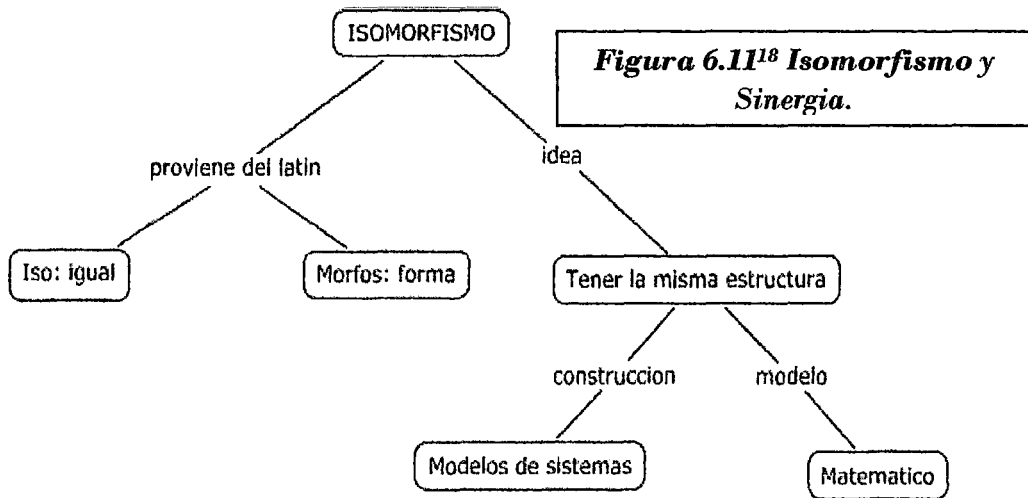 ISOMORFISMO
Figura 6.11¹⁸ Isomorfismo y
Sinergia.
proviene del latin
idea
Iso: igual
Morfos: forma
Tener la misma estructura
construccion
modelo
Modelos de sistemas
Matematico